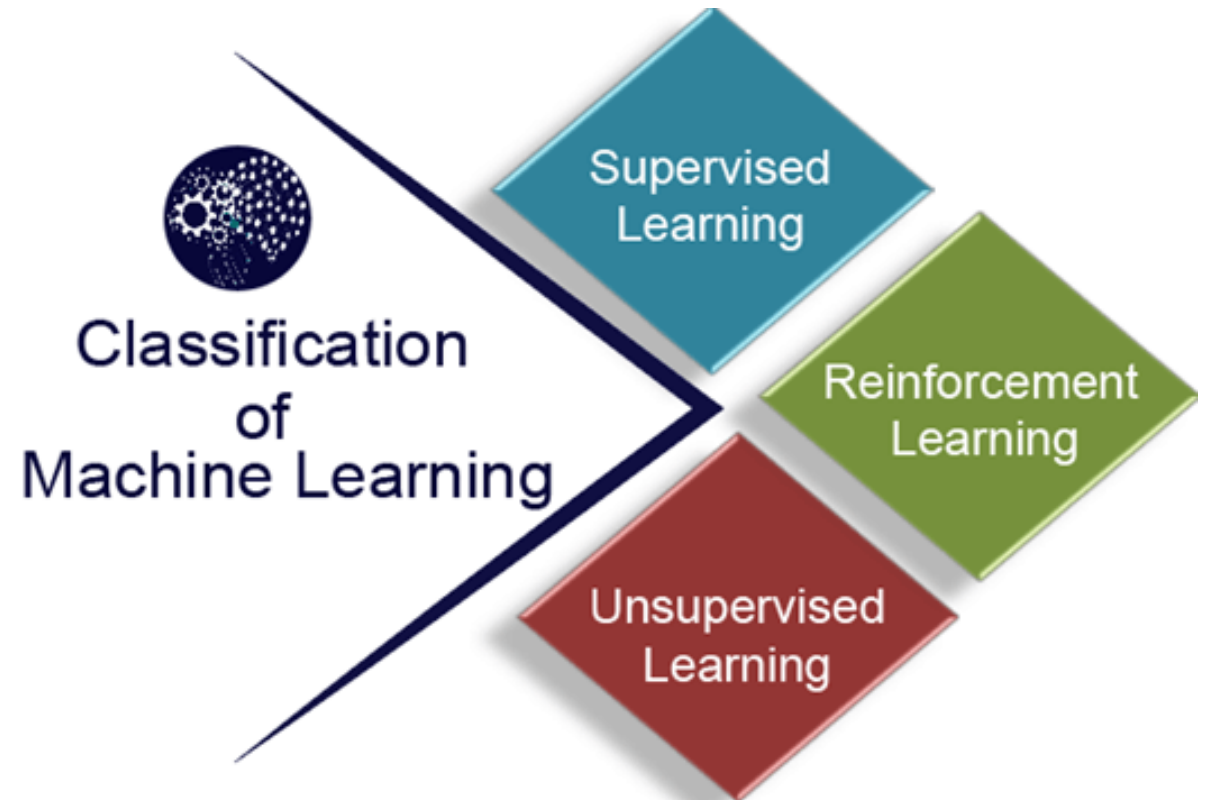 Classification
of
Machine Learning
Supervised
Learning
Reinforcement
Learning
Unsupervised
Learning